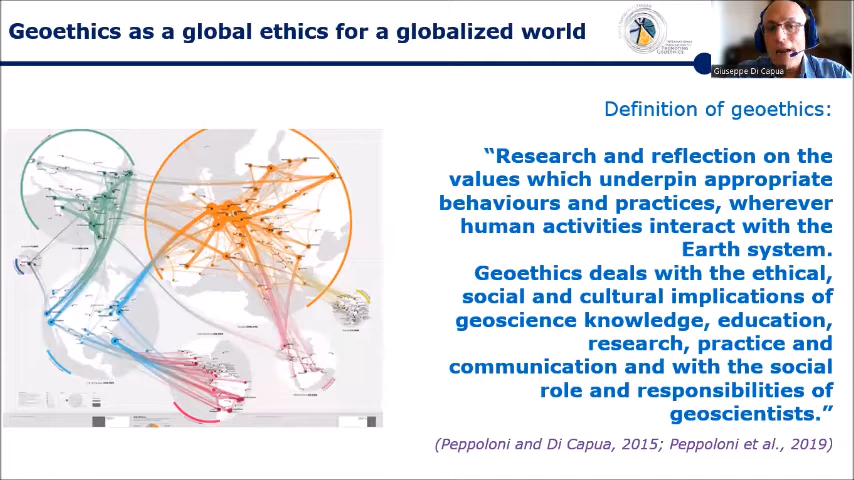 Geoethics as a global ethics for a globalized world
INTERNATIONAL
PROMOTING
GEOETHICS
Giuseppe Di Capua
Definition of geoethics:
“Research and reflection on the
values which underpin appropriate
behaviours and practices, wherever
human activities interact with the
Earth system.
Geoethics deals with the ethical,
social and cultural implications of
geoscience knowledge, education,
research, practice and
communication and with the social
role and responsibilities of
geoscientists.”
(Peppoloni and Di Capua, 2015; Peppoloni et al., 2019)